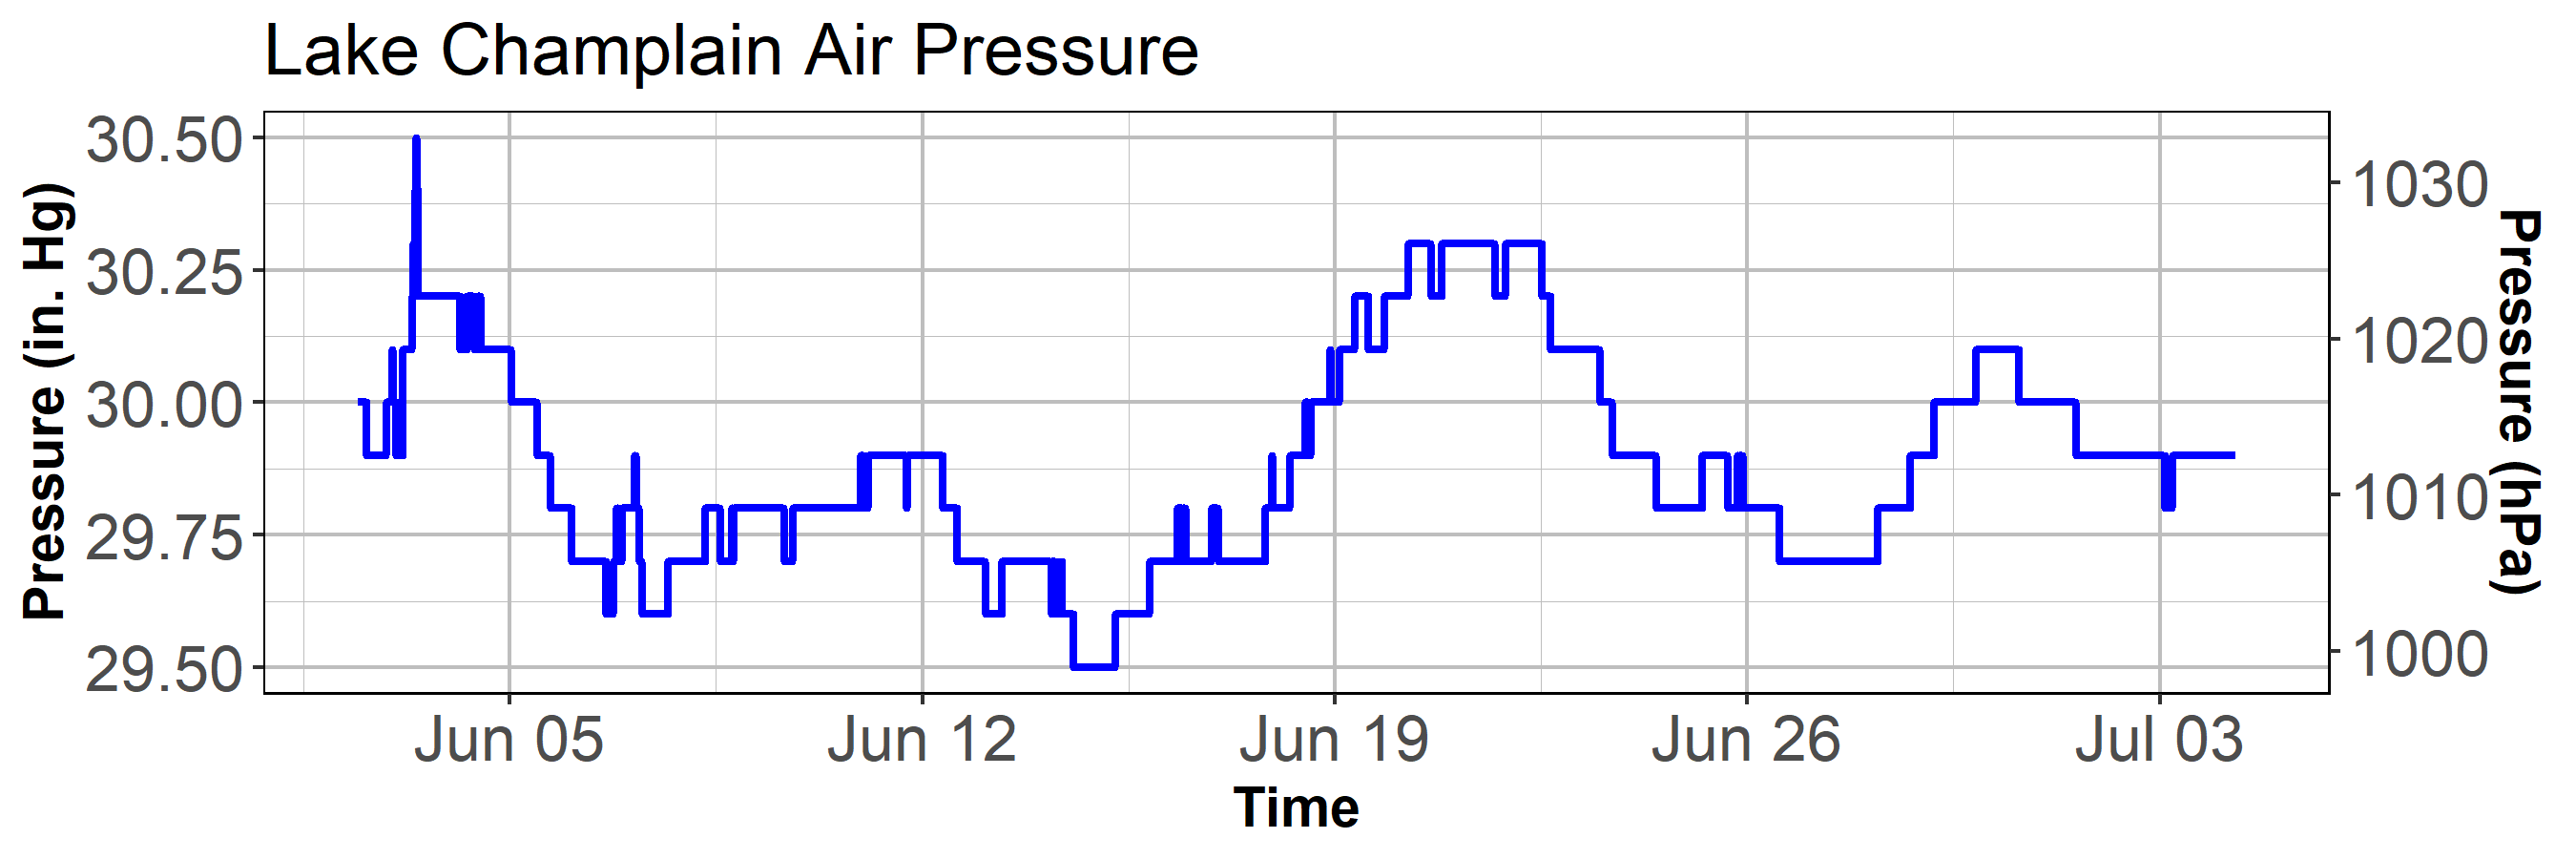 Lake Champlain Air Pressure
Pressure (in. Hg)
30.50
30.25
30.00
29.75
29.50
1030
1020
1010
1000
Pressure (hPa)
Jun 05 Jun 12 Jun 19 Jun 26 Jul 03
Time